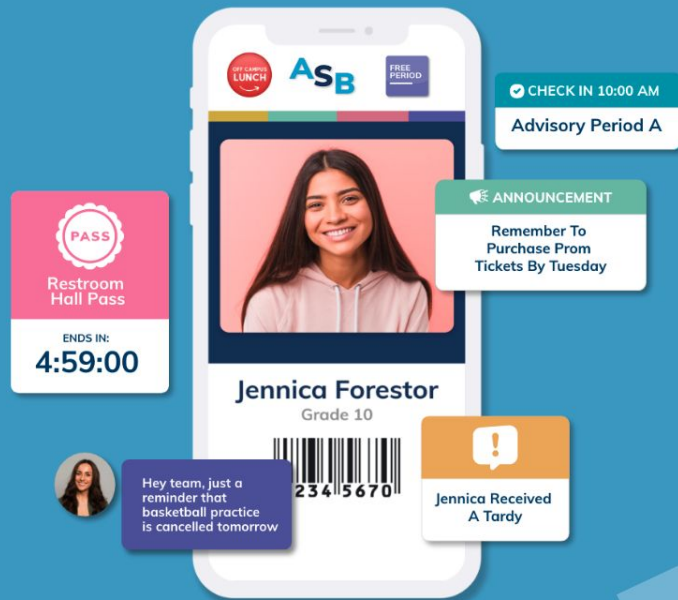 OFF CAMPUS
LUNCH
ASB
FREE
PERIOD
CHECK IN 10:00 AM
Advisory Period A
ANNOUNCEMENT
Remember To
Purchase Prom
Tickets By Tuesday
PASS
Restroom
Hall Pass
ENDS IN:
4:59:00
Jennica Forestor
Grade 10
234 5670
Hey team, just a
reminder that
basketball practice
is cancelled tomorrow
Jennica Received
A Tardy